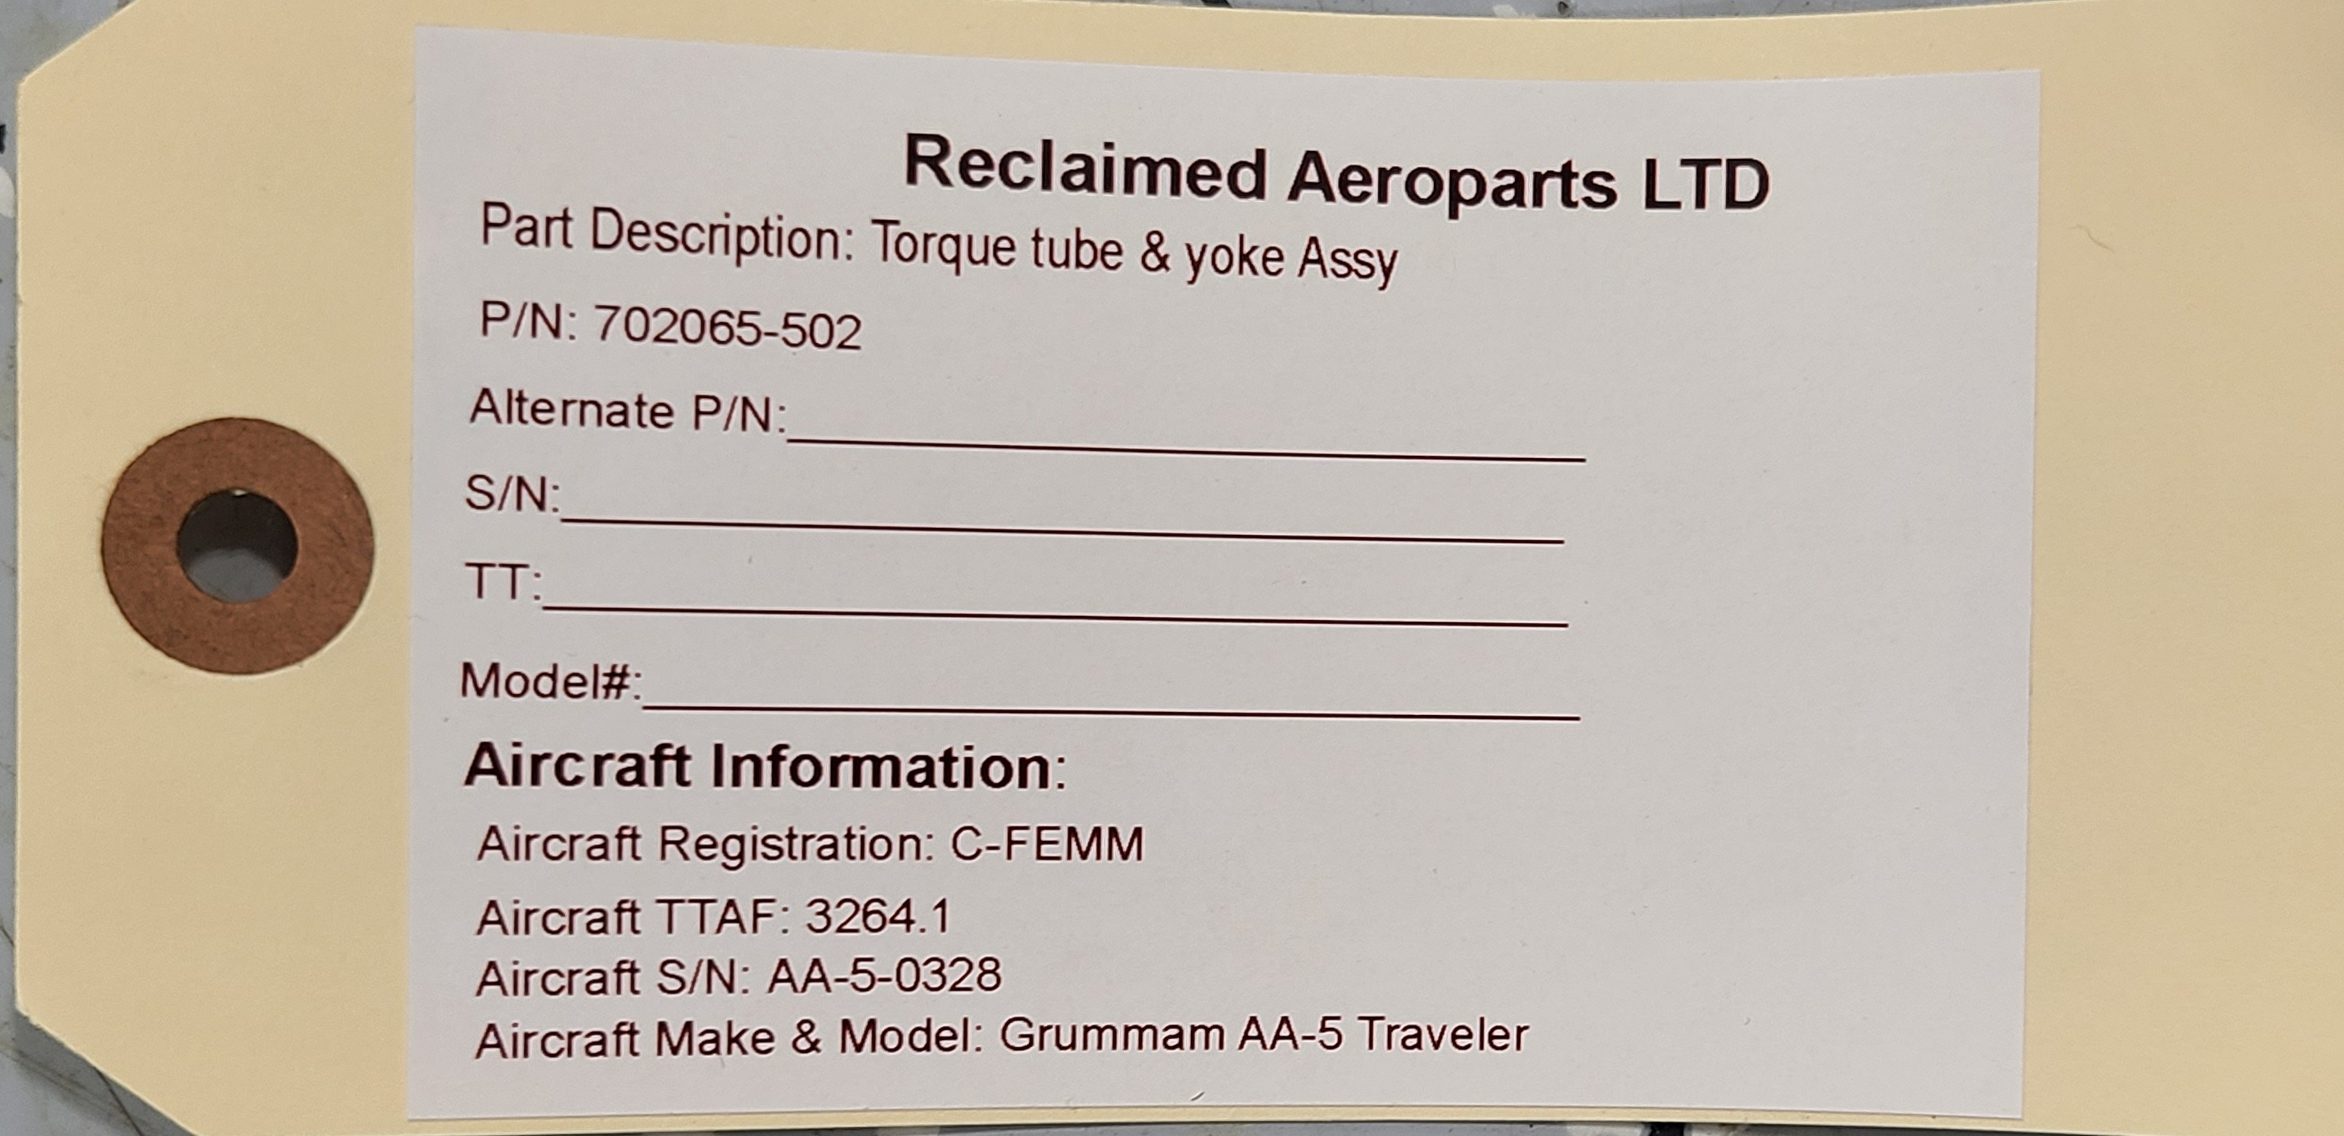 Reclaimed Aeroparts LTD
Part Description: Torque tube & yoke Assy
P/N: 702065-502
Alternate P/N:
S/N:
TT:
Model#:
Aircraft Information:
Aircraft Registration: C-FEMM
Aircraft TTAF: 3264.1
Aircraft S/N: AA-5-0328
Aircraft Make & Model: Grummam AA-5 Traveler